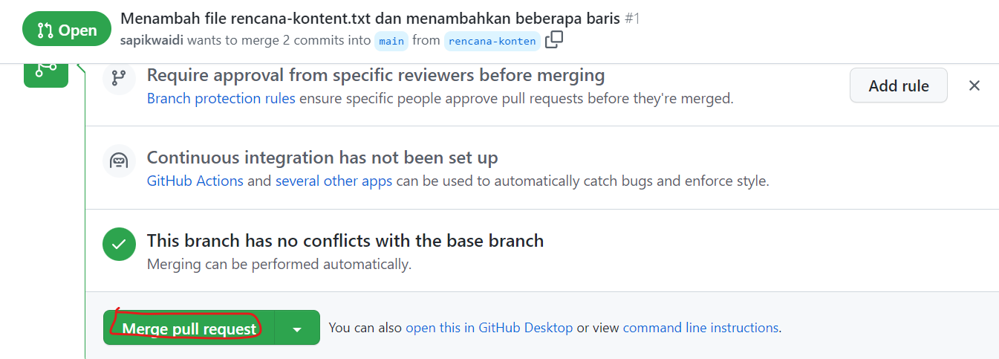 Open
Menambah file rencana-kontent.txt dan menambahkan beberapa baris #1
sapikwaidi wants to merge 2 commits into main from rencana-konten
Require approval from specific reviewers before merging
Branch protection rules ensure specific people approve pull requests before they're merged.
Add rule
Continuous integration has not been set up
GitHub Actions and several other apps can be used to automatically catch bugs and enforce style.
This branch has no conflicts with the base branch
Merging can be performed automatically.
Merge pull request
You can also open this in GitHub Desktop or view command line instructions.